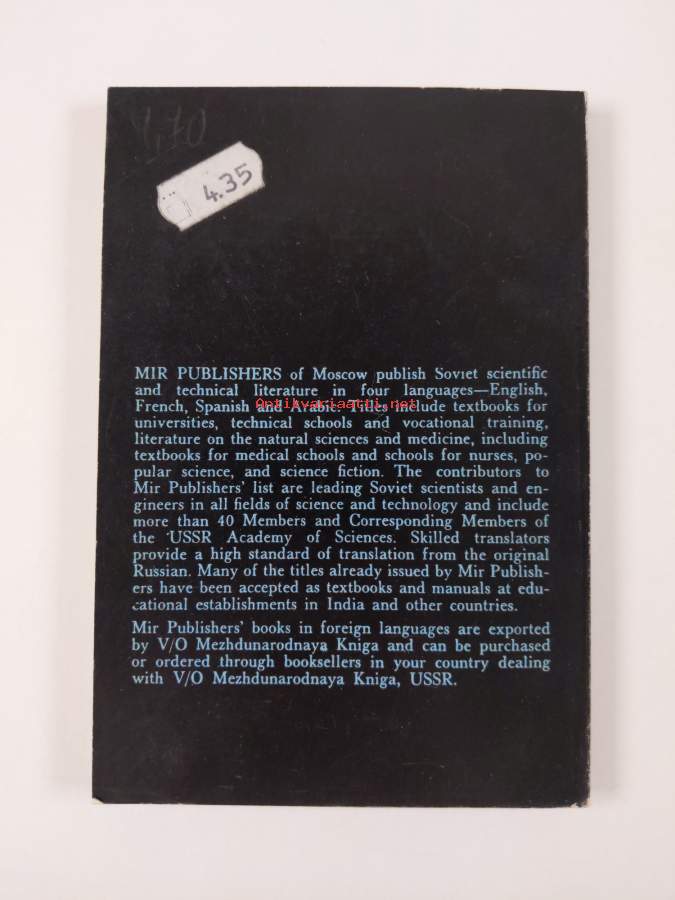 4,70
4.35
MIR PUBLISHERS of Moscow publish Soviet scientific
and technical literature in four languages—English,
French, Spanish and Arabic. Titles include textbooks for
Antikvariaatti.net
universities, technical schools and vocational training,
literature on the natural sciences and medicine, including
textbooks for medical schools and schools for nurses, po-
pular science, and science fiction. The contributors to
Mir Publishers' list are leading Soviet scientists and en-
gineers in all fields of science and technology and include
more than 40 Members and Corresponding Members of
the USSR Academy of Sciences. Skilled translators
provide a high standard of translation from the original
Russian. Many of the titles already issued by Mir Publish-
ers have been accepted as textbooks and manuals at edu-
cational establishments in India and other countries.
Mir Publishers' books in foreign languages are exported
by V/O Mezhdunarodnaya Kniga and can be purchased
or ordered through booksellers in your country dealing
with V/O Mezhdunarodnaya Kniga, USSR.